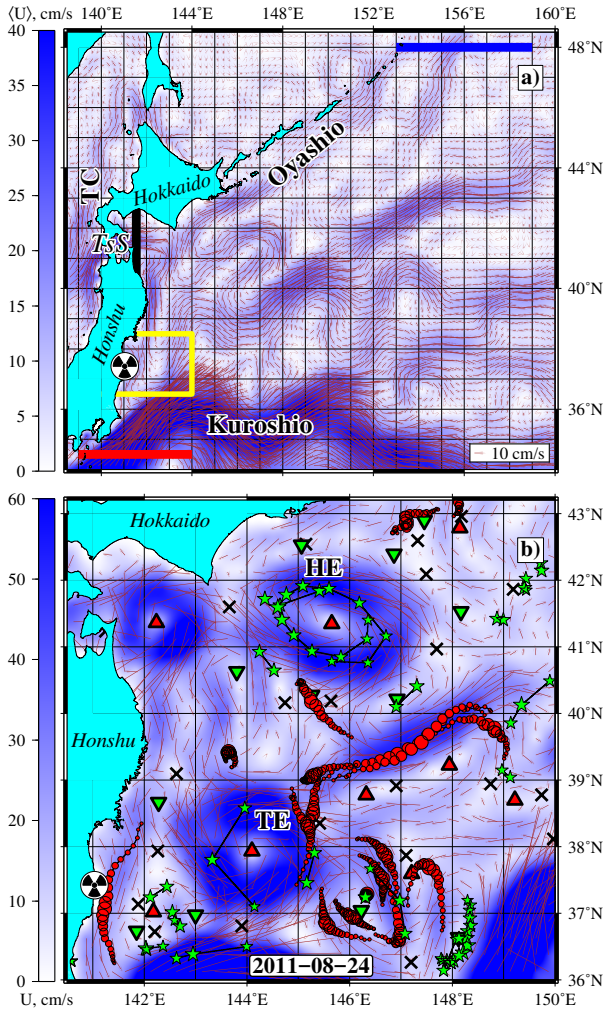 ⟨U⟩, cm/s
140°E 144°E 148°E 152°E 156°E 160°E
40
35
30
25
20
15
10
5
0
48°N
44°N
40°N
36°N
a)
Oyashio
Hokkaido
TC
TsS
Honshu
Kuroshio
10 cm/s
60
50
40
30
20
10
0
43°N
42°N
41°N
40°N
39°N
38°N
37°N
36°N
b)
Hokkaido
HE
Honshu
TE
2011−08−24
U, cm/s
142°E 144°E 146°E 148°E 150°E